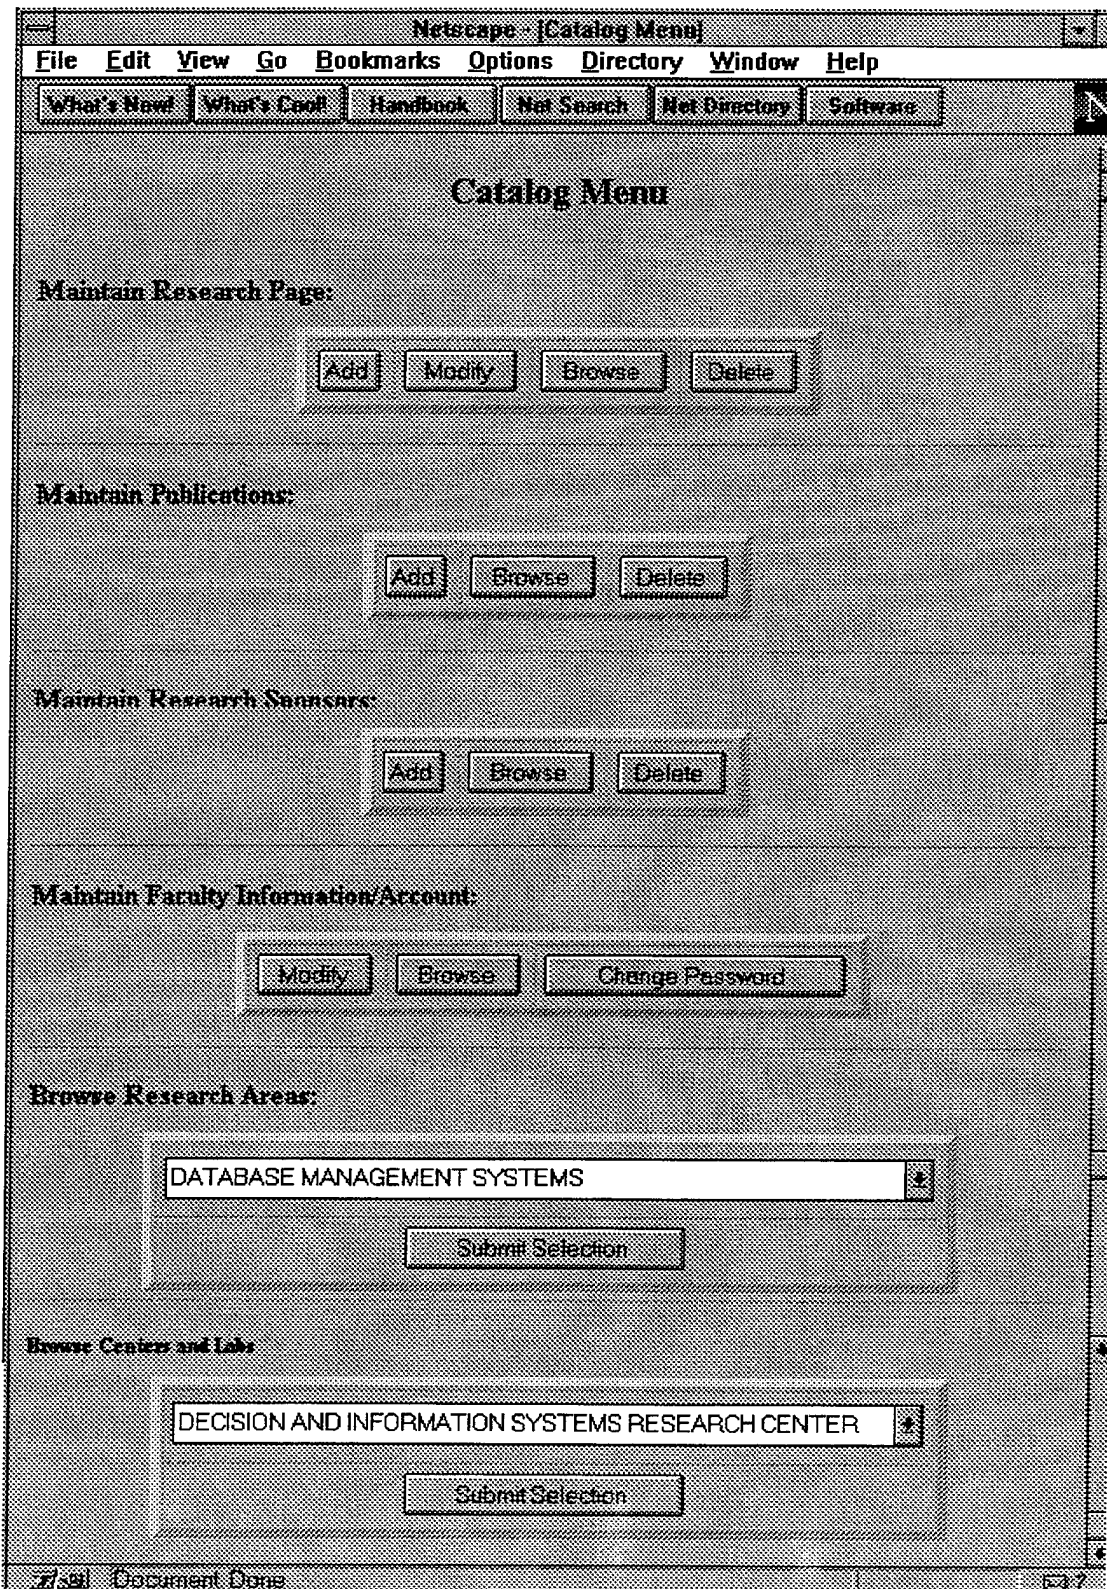 Netscape - [Catalog Menu]
File Edit View Go Bookmarks Options Directory Window Help
What's New! What's Cool! Handbook Net Search Net Directory Software
N
Catalog Menu
Maintain Research Page:
Add Modify Browse Delete
Maintain Publications:
Add Browse Delete
Maintain Research Sponsors:
Add Browse Delete
Maintain Faculty Information/Account:
Modify Browse Change Password
Browse Research Areas:
DATABASE MANAGEMENT SYSTEMS
Submit Selection
Browse Centers and Labs
DECISION AND INFORMATION SYSTEMS RESEARCH CENTER
Submit Selection
Document Done ?